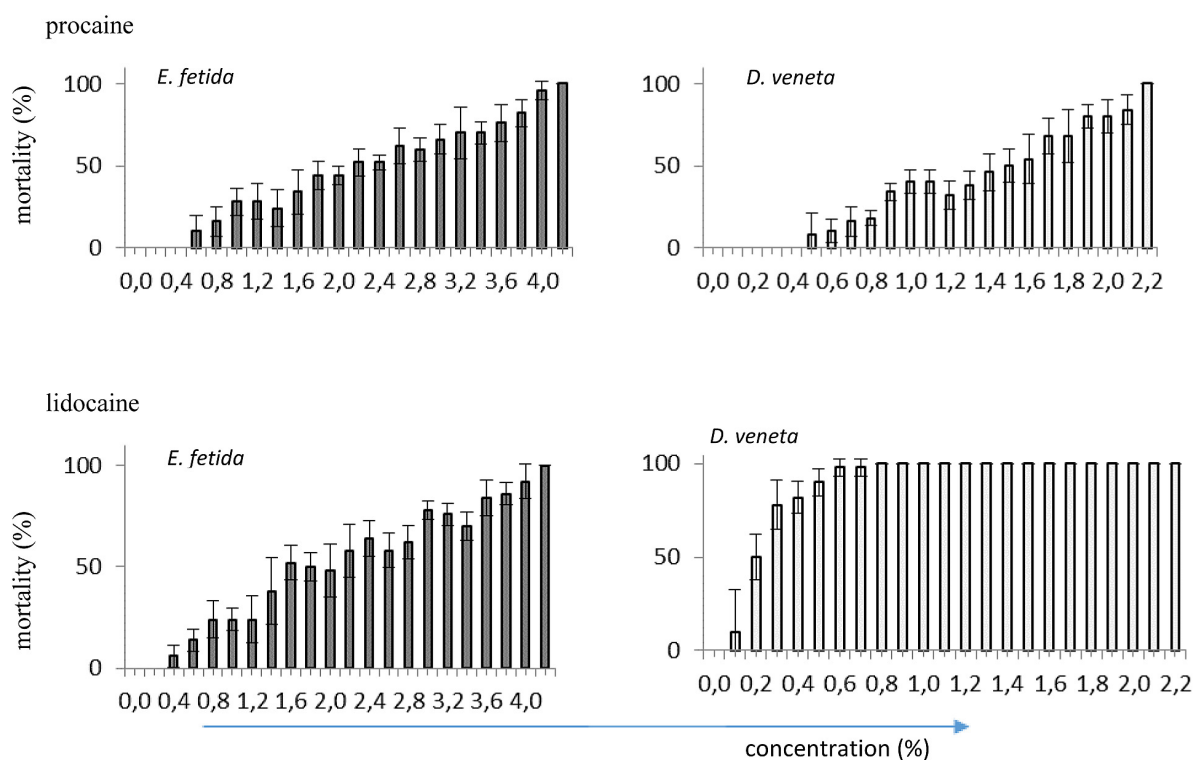 procaine
E. fetida
D. veneta
mortality (%)
100
50
0
0,0 0,4 0,8 1,2 1,6 2,0 2,4 2,8 3,2 3,6 4,0
100
50
0
0,0 0,2 0,4 0,6 0,8 1,0 1,2 1,4 1,6 1,8 2,0 2,2
lidocaine
E. fetida
D. veneta
mortality (%)
100
50
0
0,0 0,4 0,8 1,2 1,6 2,0 2,4 2,8 3,2 3,6 4,0
100
50
0
0,0 0,2 0,4 0,6 0,8 1,0 1,2 1,4 1,6 1,8 2,0 2,2
concentration (%)